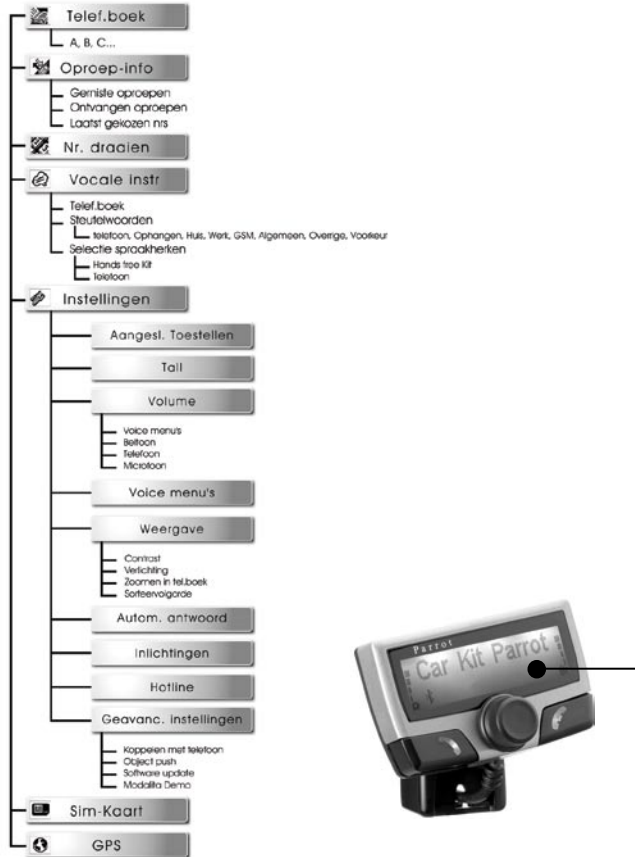 Telef.boek
A, B, C...
Oproep-info
Gemiste oproepen
Ontvangen oproepen
Laatst gekozen nrs
Nr. draaien
Vocale instr
Telef.boek
Steutelwoorden
telefoon, Ophangen, Huis, Werk, GSM, Algemeen, Overrige, Voorkeur
Selectie spraakherken
Hands free Kit
Telefoon
Instellingen
Aangesl. Toestellen
Tall
Volume
Voice menu's
Beltoon
Telefoon
Microfoon
Voice menu's
Weergave
Contrast
Verlichting
Zoomen in tel.boek
Sorteervolgorde
Autom. antwoord
Inlichtingen
Hotline
Geavanc. instellingen
Koppelen met telefoon
Object push
Software update
Modalita Demo
Sim-Kaart
GPS
Parrot
Car Kit Parrot